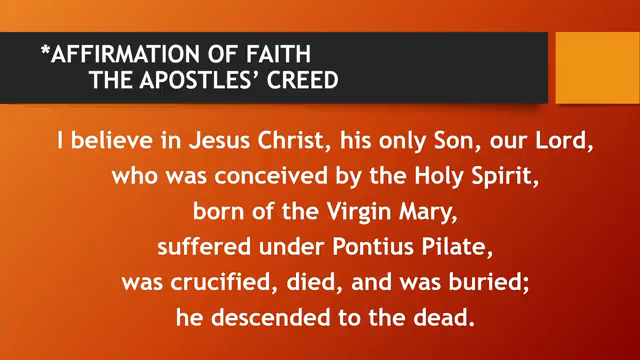 *AFFIRMATION OF FAITH
THE APOSTLES’ CREED
I believe in Jesus Christ, his only Son, our Lord,
who was conceived by the Holy Spirit,
born of the Virgin Mary,
suffered under Pontius Pilate,
was crucified, died, and was buried;
he descended to the dead.